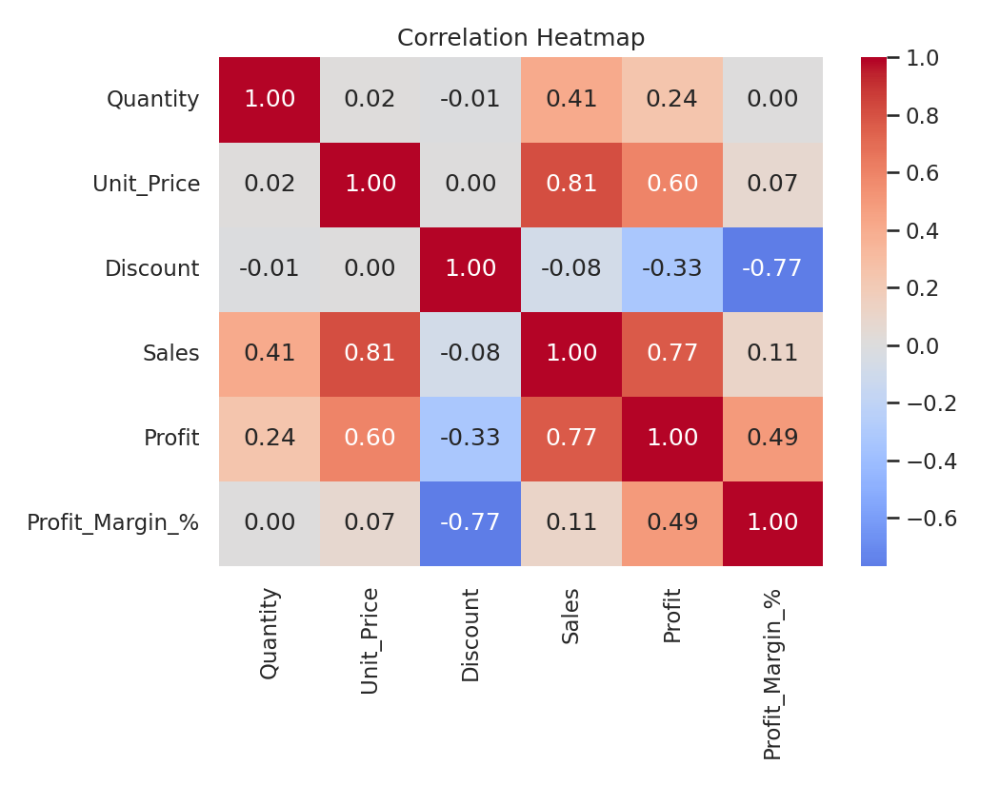 Correlation Heatmap
Quantity 1.00 0.02 -0.01 0.41 0.24 0.00
Unit_Price 0.02 1.00 0.00 0.81 0.60 0.07
Discount -0.01 0.00 1.00 -0.08 -0.33 -0.77
Sales 0.41 0.81 -0.08 1.00 0.77 0.11
Profit 0.24 0.60 -0.33 0.77 1.00 0.49
Profit_Margin_% 0.00 0.07 -0.77 0.11 0.49 1.00
Quantity Unit_Price Discount Sales Profit Profit_Margin_%
1.0
0.8
0.6
0.4
0.2
0.0
−0.2
−0.4
−0.6